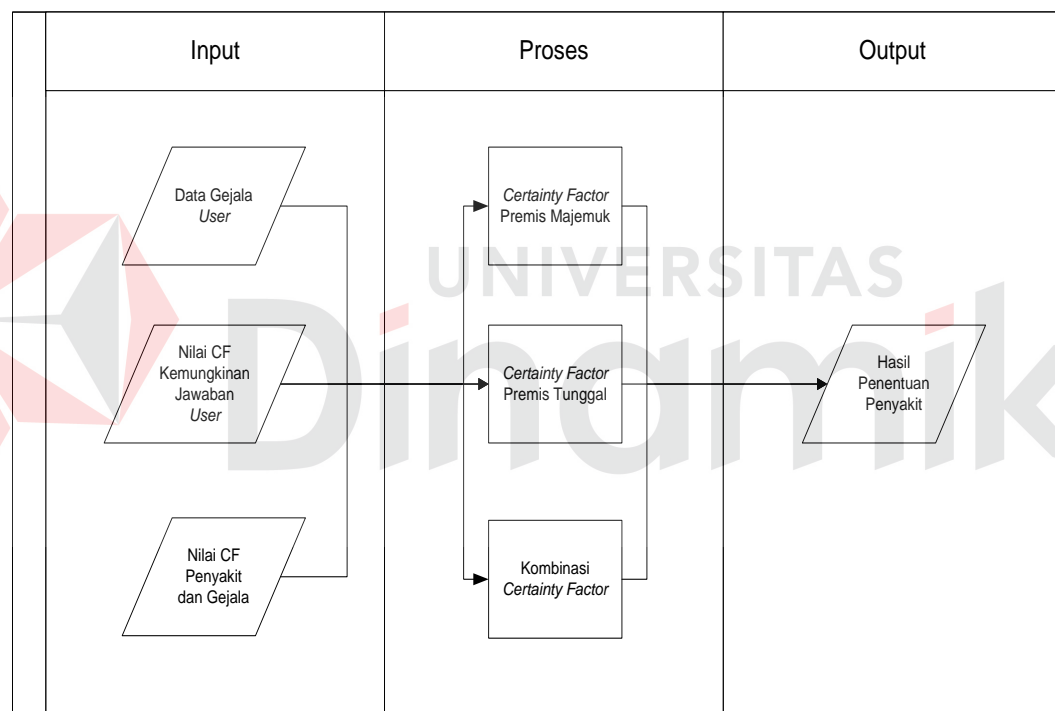 Input
Proses
Output
Data Gejala
User
Certainty Factor
Premis Majemuk
UNIVERSITAS
Dinamik
Nilai CF
Kemungkinan
Jawaban
User
Certainty Factor
Premis Tunggal
Hasil
Penentuan
Penyakit
Nilai CF
Penyakit
dan Gejala
Kombinasi
Certainty Factor